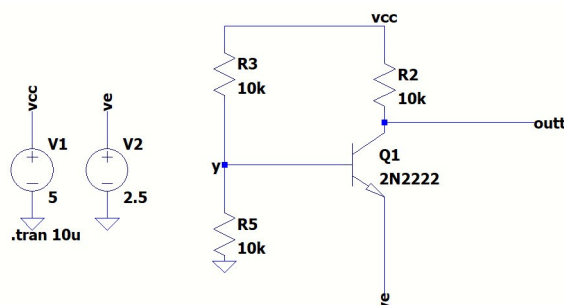 vcc
R3
10k
R2
10k
vcc
ve
V1
5
V2
2.5
.tran 10u
y
Q1
2N2222
outt
R5
10k
ve